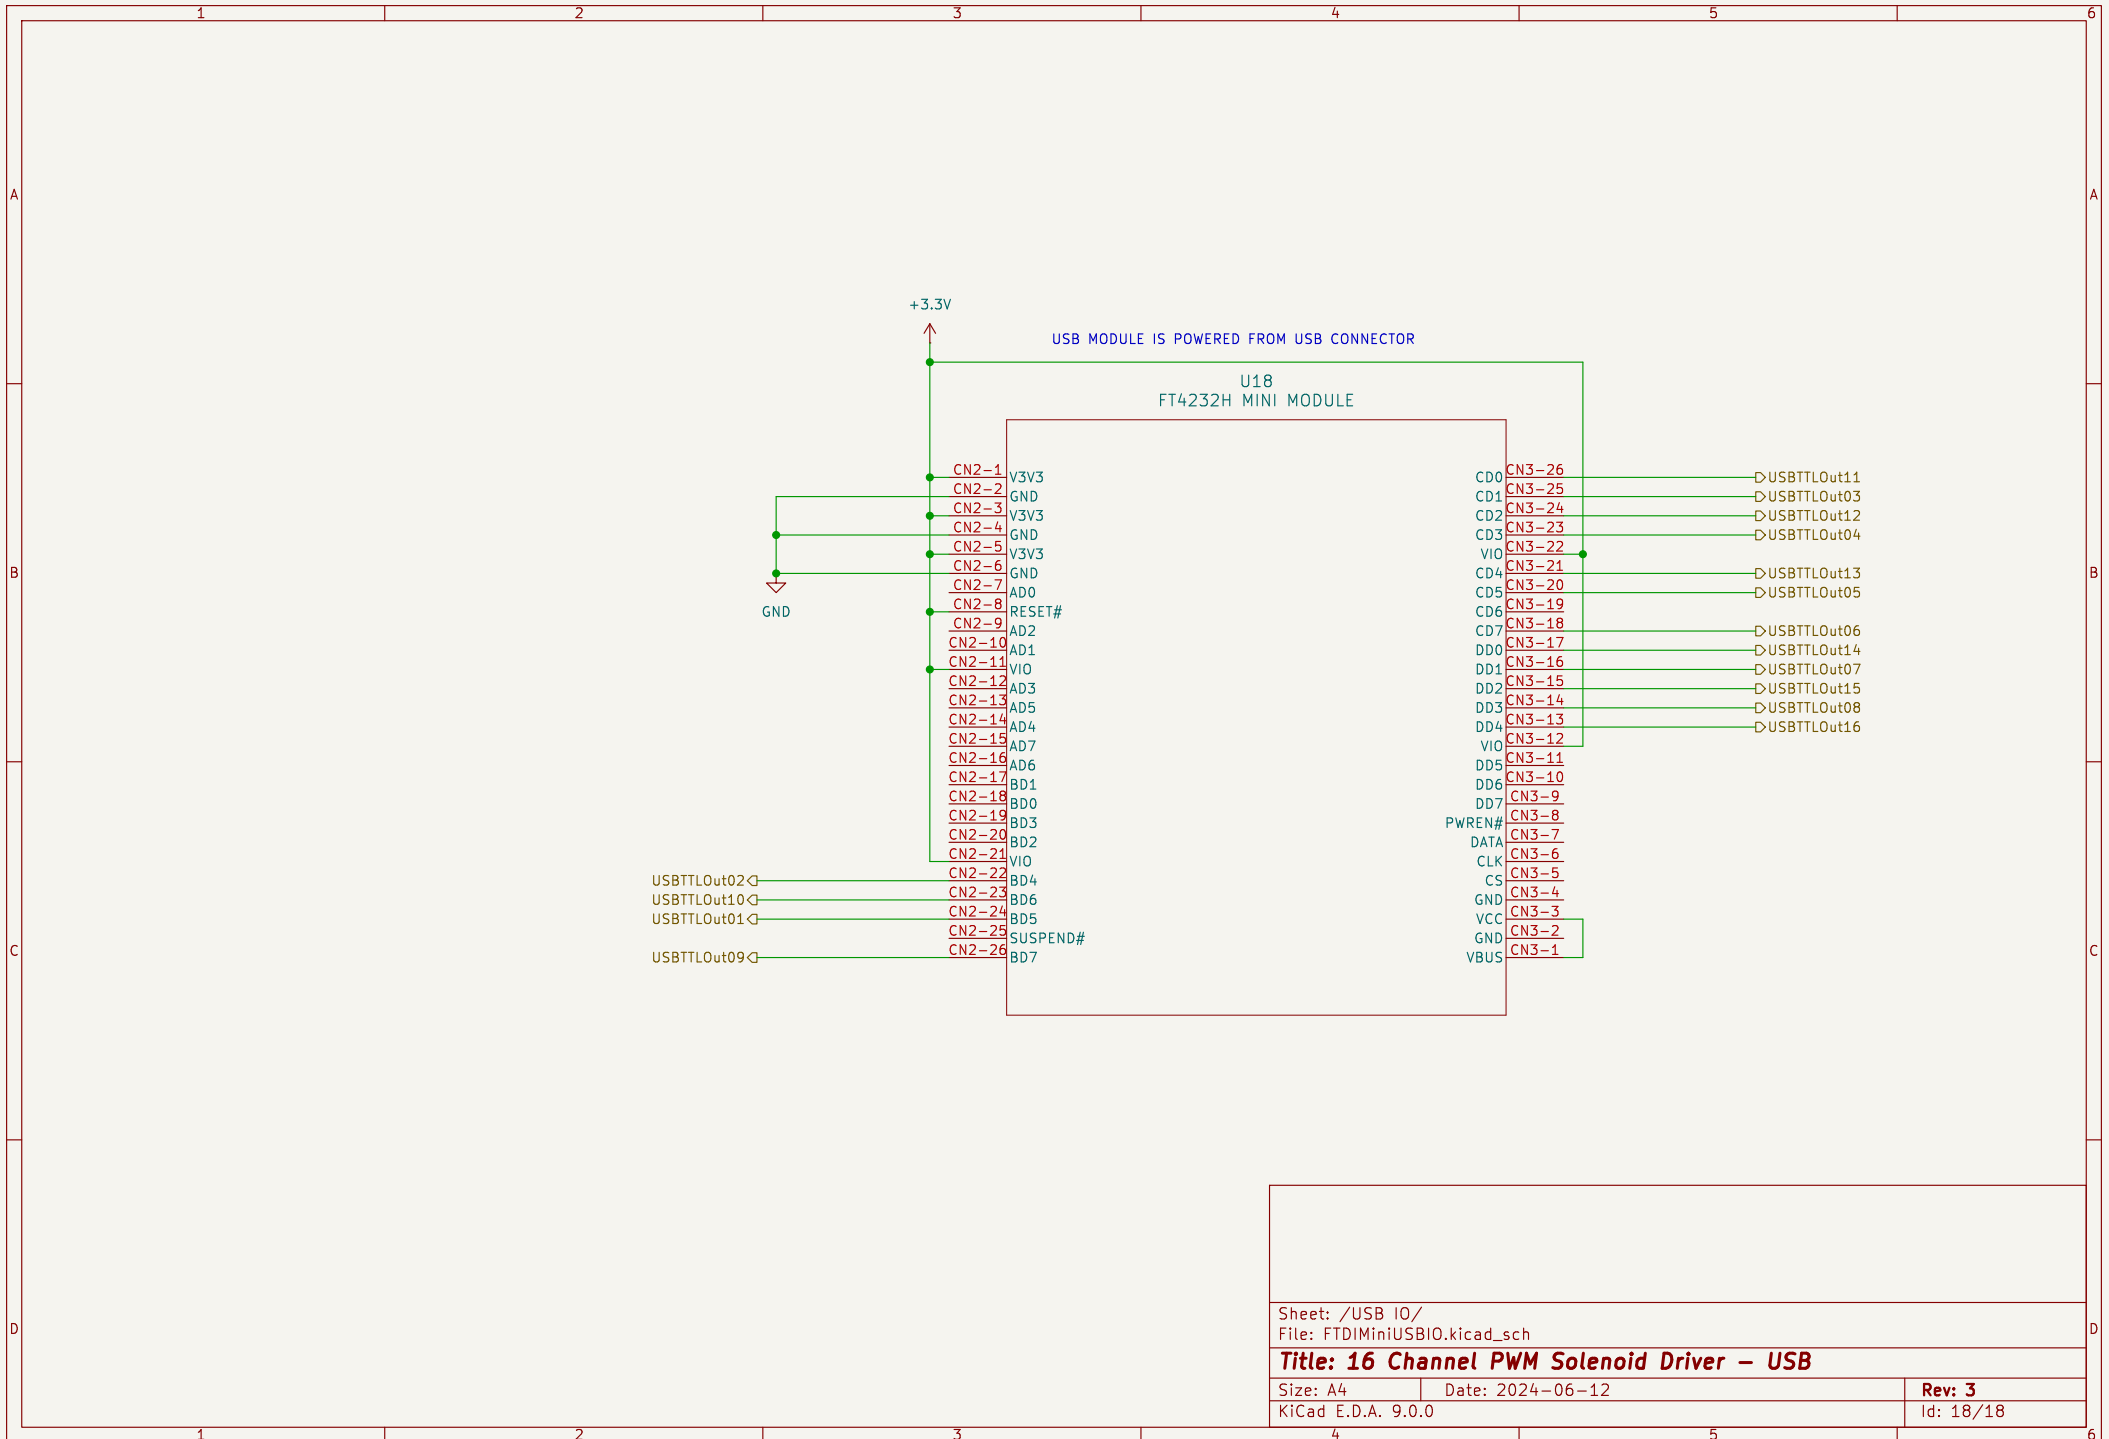 1 2 3 4 5 6
A A
+3.3V
USB MODULE IS POWERED FROM USB CONNECTOR
U18
FT4232H MINI MODULE
CN2-1 V3V3 CD0 CN3-26 USBTTLOut11
CN2-2 GND CD1 CN3-25 USBTTLOut03
CN2-3 V3V3 CD2 CN3-24 USBTTLOut12
CN2-4 GND CD3 CN3-23 USBTTLOut04
CN2-5 V3V3 VIO CN3-22
B CN2-6 GND CD4 CN3-21 USBTTLOut13 B
CN2-7 AD0 CD5 CN3-20 USBTTLOut05
GND CN2-8 RESET# CD6 CN3-19
CN2-9 AD2 CD7 CN3-18 USBTTLOut06
CN2-10 AD1 DD0 CN3-17 USBTTLOut14
CN2-11 VIO DD1 CN3-16 USBTTLOut07
CN2-12 AD3 DD2 CN3-15 USBTTLOut15
CN2-13 AD5 DD3 CN3-14 USBTTLOut08
CN2-14 AD4 DD4 CN3-13 USBTTLOut16
CN2-15 AD7 VIO CN3-12
CN2-16 AD6 DD5 CN3-11
CN2-17 BD1 DD6 CN3-10
CN2-18 BD0 DD7 CN3-9
CN2-19 BD3 PWREN# CN3-8
CN2-20 BD2 DATA CN3-7
CN2-21 VIO CLK CN3-6
USBTTLOut02 CN2-22 BD4 CS CN3-5
USBTTLOut10 CN2-23 BD6 GND CN3-4
USBTTLOut01 CN2-24 BD5 VCC CN3-3
CN2-25 SUSPEND# GND CN3-2
C USBTTLOut09 CN2-26 BD7 VBUS CN3-1 C
Sheet: /USB IO/
D File: FTDIMiniUSBIO.kicad_sch D
Title: 16 Channel PWM Solenoid Driver – USB
Size: A4 Date: 2024-06-12 Rev: 3
KiCad E.D.A. 9.0.0 Id: 18/18
1 2 3 4 5 6